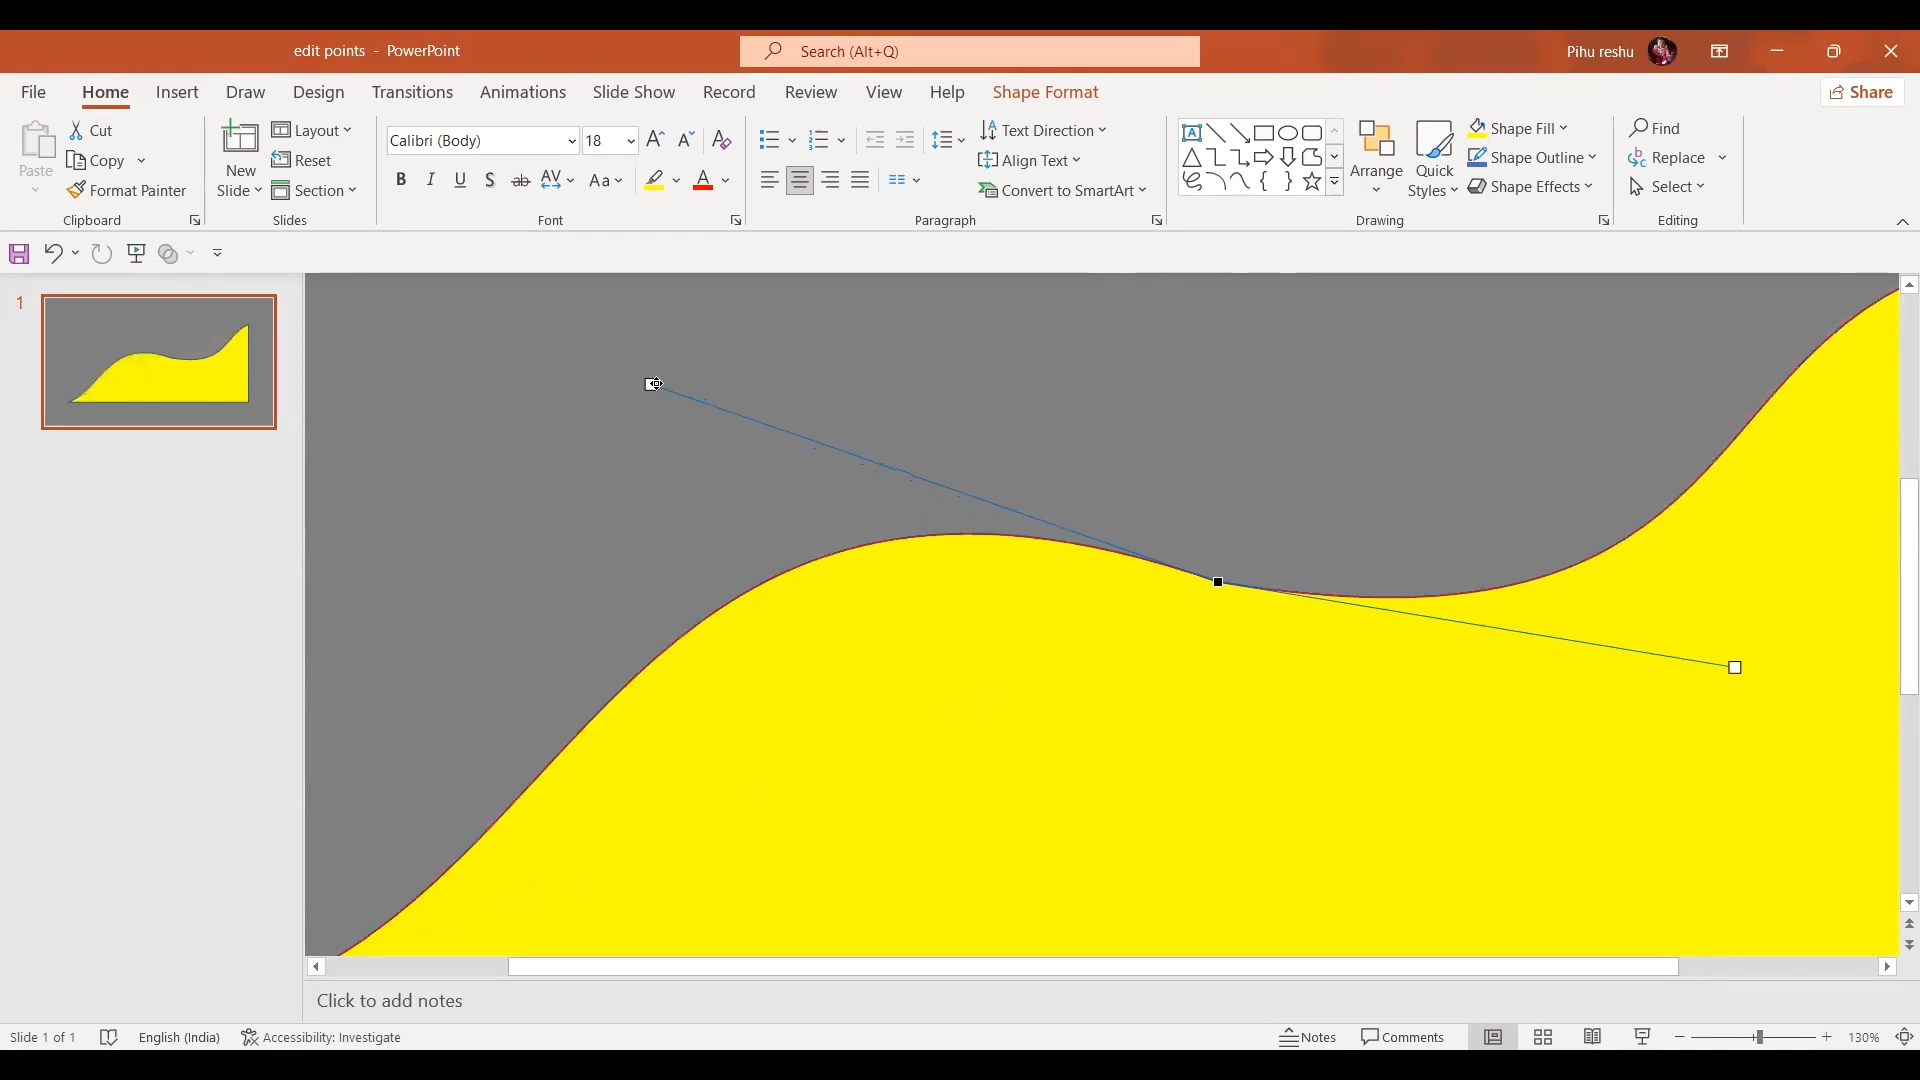 edit points - PowerPoint
Search (Alt+Q)
Pihu reshu
File Home Insert Draw Design Transitions Animations Slide Show Record Review View Help Shape Format
Share
Paste
Cut
Copy
Format Painter
Clipboard
New
Slide
Layout
Reset
Section
Slides
Calibri (Body)
18
B I U S ab AV Aa A
Font
Text Direction
Align Text
Convert to SmartArt
Paragraph
Arrange
Quick
Styles
Shape Fill
Shape Outline
Shape Effects
Drawing
Find
Replace
Select
Editing
1
Click to add notes
Slide 1 of 1 English (India) Accessibility: Investigate Notes Comments 130%